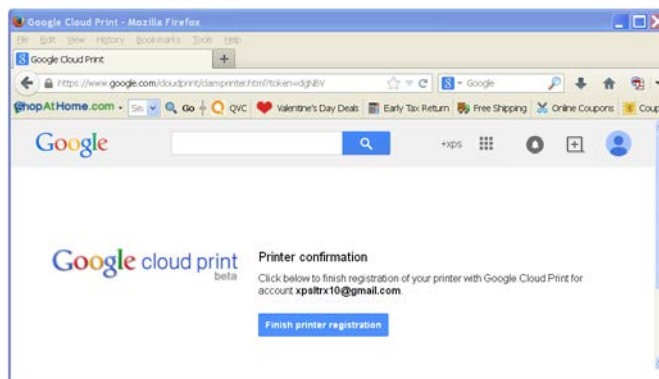 Google Cloud Print - Mozilla Firefox
File Edit View History Bookmarks Tools Help
Google Cloud Print
https://www.google.com/cloudprint/claimprinter.html?token=dgNBV
Google
ShopAtHome.com Go QVC Valentine's Day Deals Early Tax Return Free Shipping Online Coupons Coup
Google
+xps
Google cloud print
beta
Printer confirmation
Click below to finish registration of your printer with Google Cloud Print for
account xpsltrx10@gmail.com.
Finish printer registration